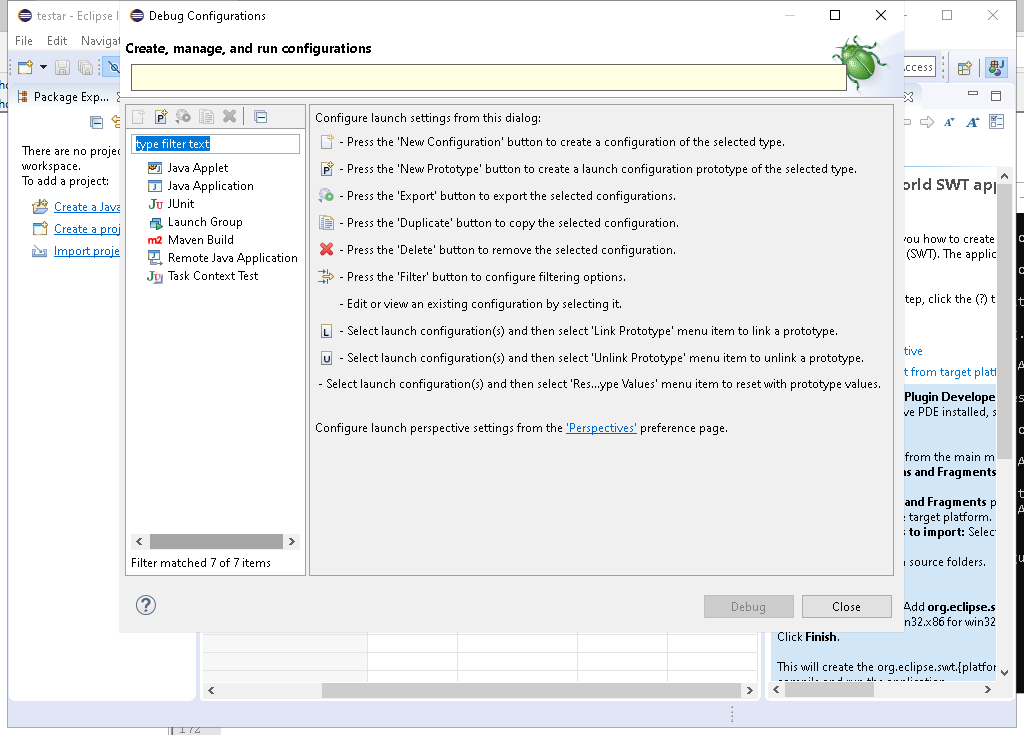 testar - Eclipse
Debug Configurations
File Edit Navigat
Create, manage, and run configurations
ccess
Package Exp...
There are no projec
workspace.
To add a project:
Create a Java
Create a proj
Import proje
type filter text
Java Applet
Java Application
JUnit
Launch Group
Maven Build
Remote Java Application
Task Context Test
Filter matched 7 of 7 items
Configure launch settings from this dialog:
- Press the 'New Configuration' button to create a configuration of the selected type.
- Press the 'New Prototype' button to create a launch configuration prototype of the selected type.
- Press the 'Export' button to export the selected configurations.
- Press the 'Duplicate' button to copy the selected configuration.
- Press the 'Delete' button to remove the selected configuration.
- Press the 'Filter' button to configure filtering options.
- Edit or view an existing configuration by selecting it.
- Select launch configuration(s) and then select 'Link Prototype' menu item to link a prototype.
- Select launch configuration(s) and then select 'Unlink Prototype' menu item to unlink a prototype.
- Select launch configuration(s) and then select 'Res...ype Values' menu item to reset with prototype values.
Configure launch perspective settings from the 'Perspectives' preference page.
Debug
Close
orld SWT app
you how to create
(SWT). The applic
tep, click the (?) t
tive
t from target platf
Plugin Develope
ve PDE installed, s
from the main m
ns and Fragments
and Fragments p
e target platform.
s to import: Selec
n source folders.
Add org.eclipse.s
n32.x86 for win32
Click Finish.
This will create the org.eclipse.swt.{platfor
compile and run the application.
172